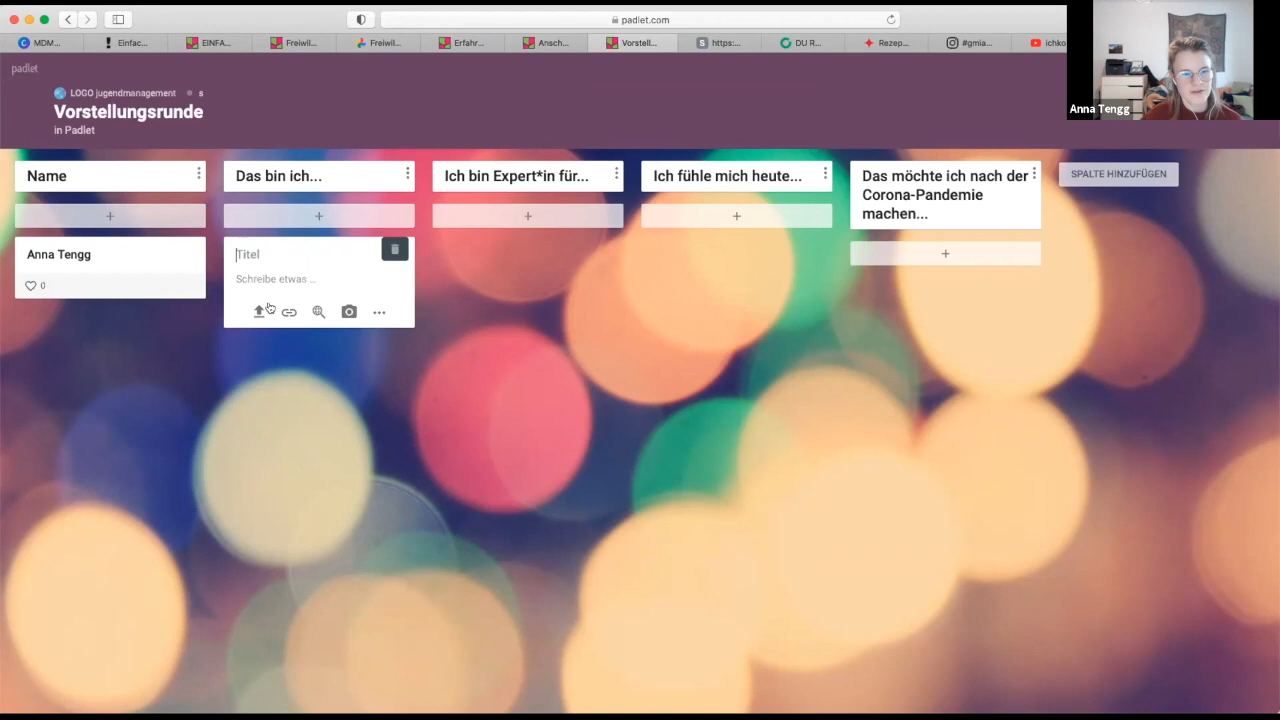 padlet.com
MDM...
Einfac...
EINFA...
Freiwil...
Freiwil...
Erfahr...
Ansch...
Vorstell...
S
https:...
DU R...
Rezep...
#gmia...
ichko
padlet
LOGO jugendmanagement
s
Vorstellungsrunde
in Padlet
Anna Tengg
Name
Das bin ich...
Ich bin Expert*in für...
Ich fühle mich heute...
Das möchte ich nach der
Corona-Pandemie
machen...
SPALTE HINZUFÜGEN
Anna Tengg
0
Titel
Schreibe etwas ...